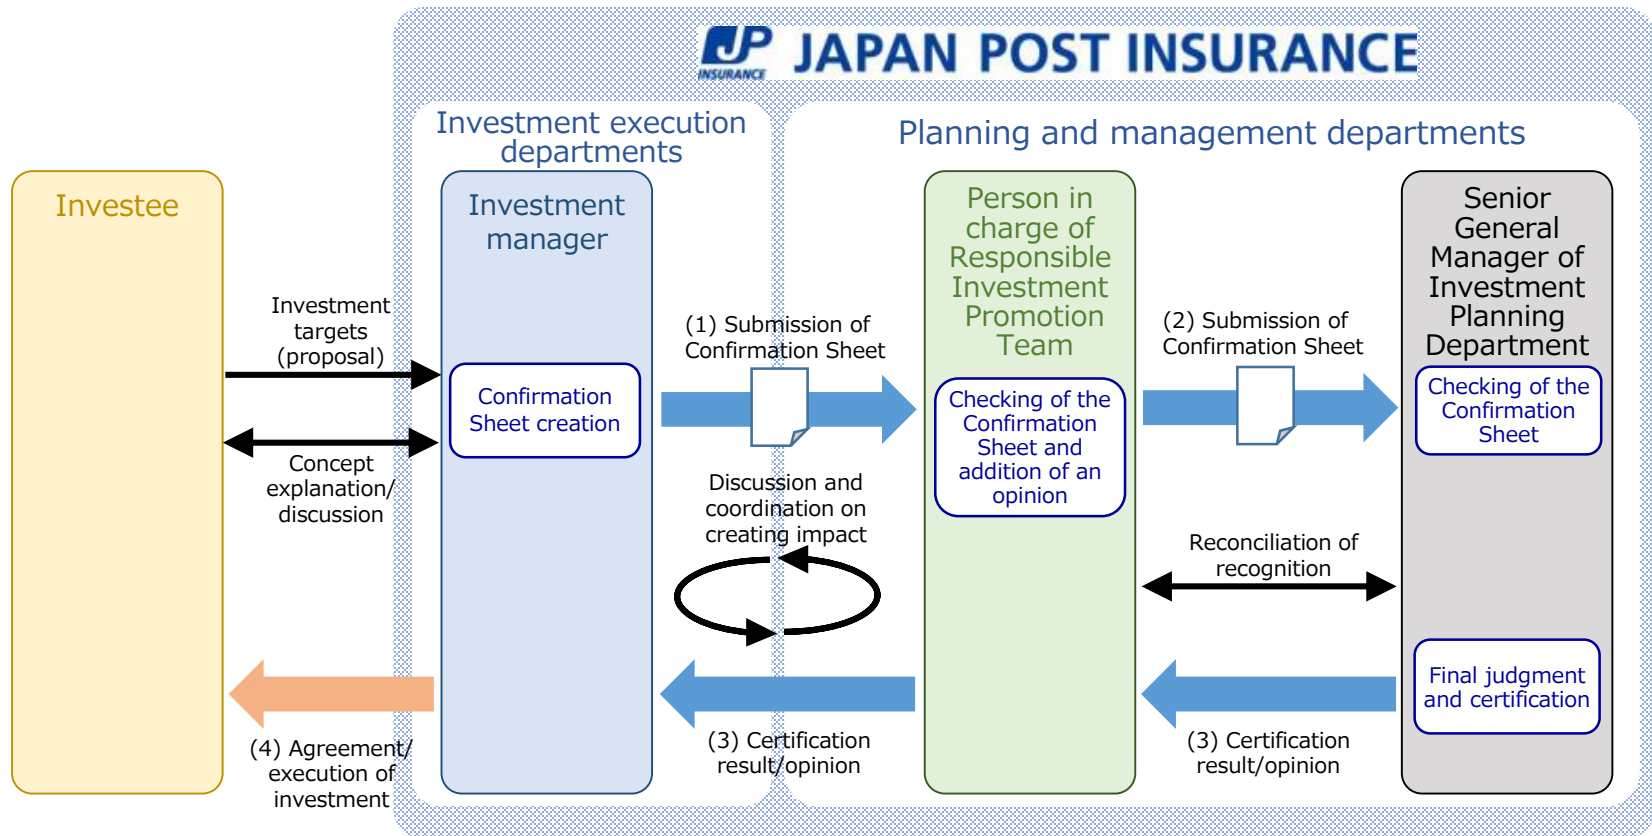 JP
INSURANCE
JAPAN POST INSURANCE
Investment execution
departments
Planning and management departments
Investee
Investment
manager
Person in
charge of
Responsible
Investment
Promotion
Team
Senior
General
Manager of
Investment
Planning
Department
Investment
targets
(proposal)
Concept
explanation/
discussion
Confirmation
Sheet creation
(1) Submission of
Confirmation Sheet
Discussion and
coordination on
creating impact
Checking of the
Confirmation
Sheet and
addition of an
opinion
(2) Submission of
Confirmation Sheet
Checking of the
Confirmation
Sheet
Reconciliation of
recognition
Final judgment
and certification
(3) Certification
result/opinion
(3) Certification
result/opinion
(4) Agreement/
execution of
investment